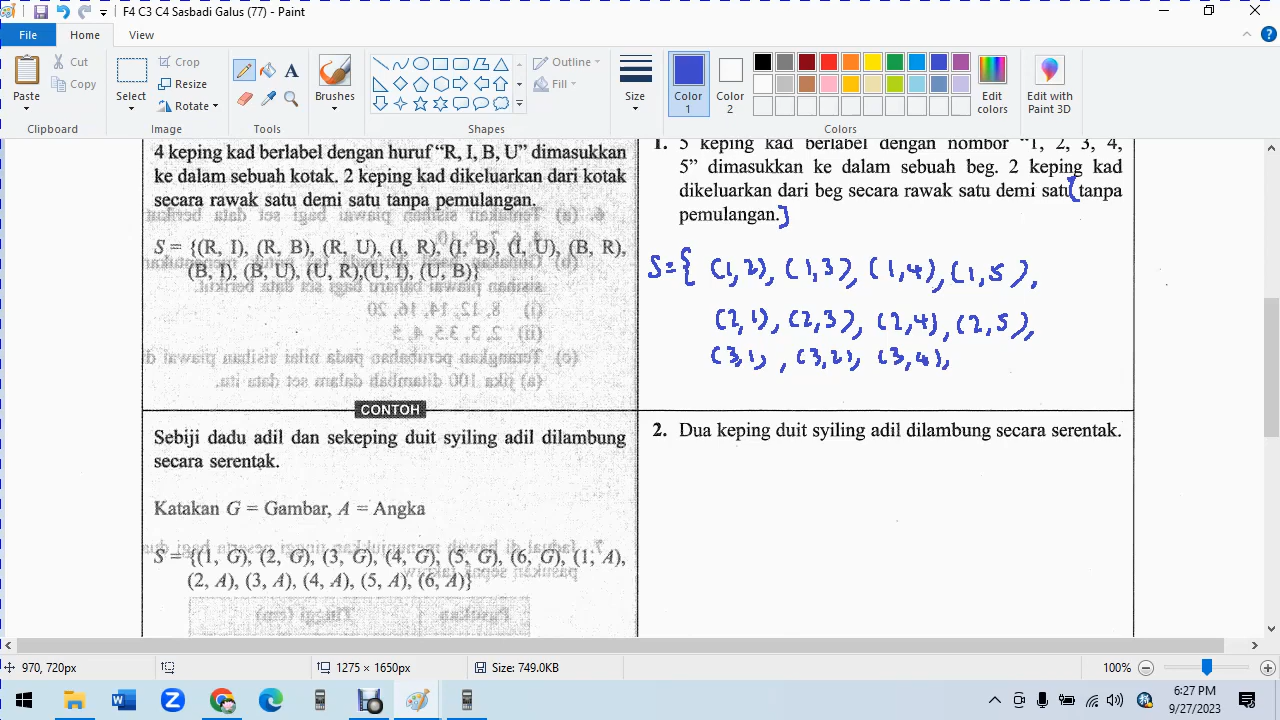 F4 C3 C4 Sasbadi Galus (77) - Paint
File Home View
Paste
Cut
Copy
Clipboard
Select
Crop
Resize
Rotate
Image
Tools
Brushes
Outline
Fill
Shapes
Size
Color 1
Color 2
Edit colors
Edit with Paint 3D
Colors
4 keping kad berlabel dengan huruf “R, I, B, U” dimasukkan
ke dalam sebuah kotak. 2 keping kad dikeluarkan dari kotak
secara rawak satu demi satu tanpa pemulangan.
S = {(R, I), (R, B), (R, U), (I, R), (I, B), (I, U), (B, R),
(B, I), (B, U), (U, R),(U, I), (U, B)}
1. 5 keping kad berlabel dengan nombor “1, 2, 3, 4,
5” dimasukkan ke dalam sebuah beg. 2 keping kad
dikeluarkan dari beg secara rawak satu demi satu (tanpa
pemulangan.)
S = { (1,2), (1,3), (1,4), (1,5),
(2,1), (2,3), (2,4), (2,5),
(3,1), , (3,2), (3,4),
CONTOH
Sebiji dadu adil dan sekeping duit syiling adil dilambung
secara serentak.
Katakan G = Gambar, A = Angka
S = {(1, G), (2, G), (3, G), (4, G), (5, G), (6, G), (1, A),
(2, A), (3, A), (4, A), (5, A), (6, A)}
2. Dua keping duit syiling adil dilambung secara serentak.
970, 720px
1275 × 1650px
Size: 749.0KB
100%
6:27 PM
9/27/2023